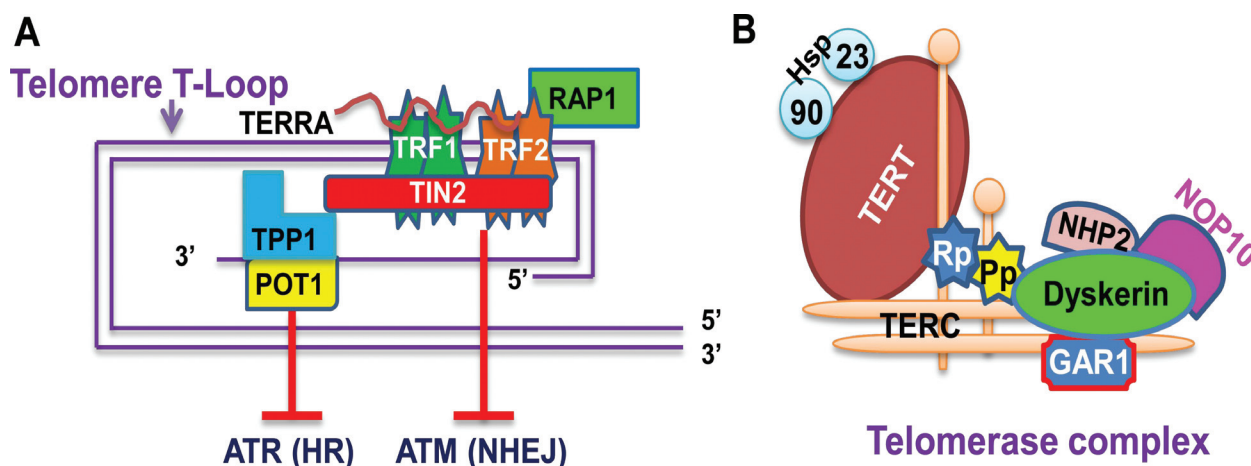 A
Telomere T-Loop
TERRA
RAP1
TRF1
TRF2
TIN2
TPP1
3’
POT1
5’
5’
3’
ATR (HR)
ATM (NHEJ)
B
Hsp
23
90
TERT
NOP10
NHP2
Rp
Pp
Dyskerin
TERC
GAR1
Telomerase complex